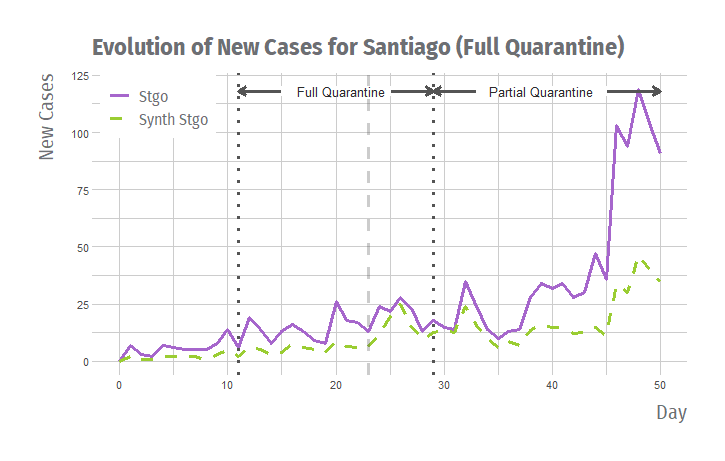 Evolution of New Cases for Santiago (Full Quarantine)
New Cases
Stgo
Synth Stgo
Full Quarantine
Partial Quarantine
125
100
75
50
25
0
0 10 20 30 40 50
Day